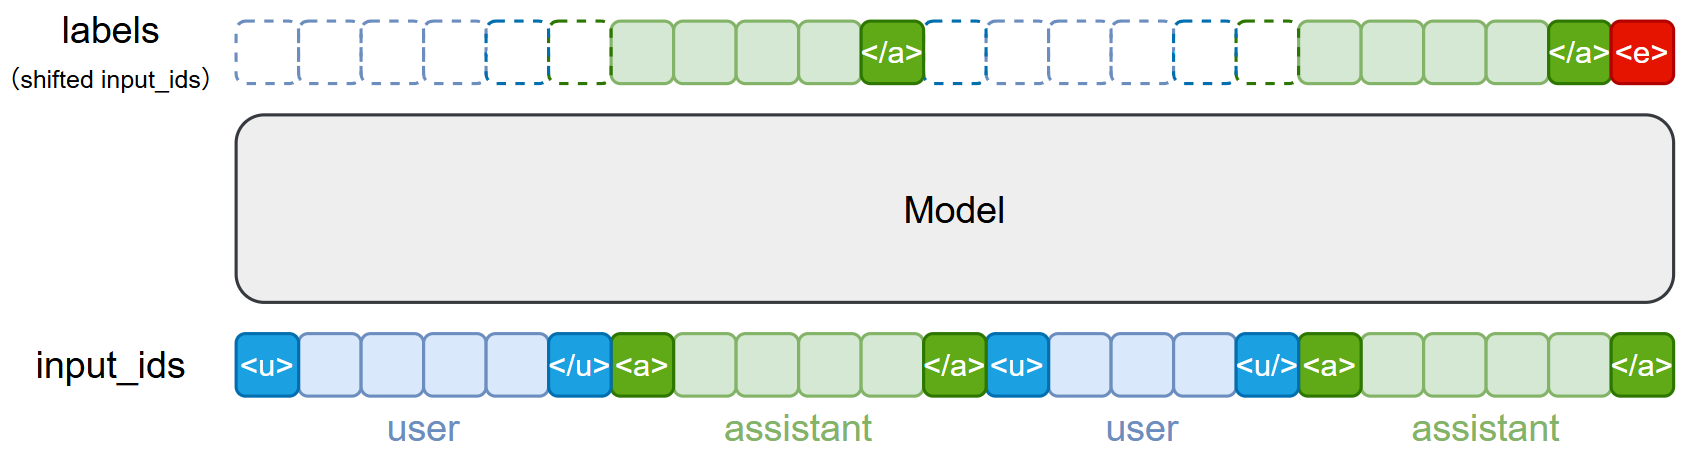 labels
（shifted input_ids）
</a> </a> <e>
Model
input_ids
<u> </u> <a> </a> <u> <u/> <a> </a>
user assistant user assistant